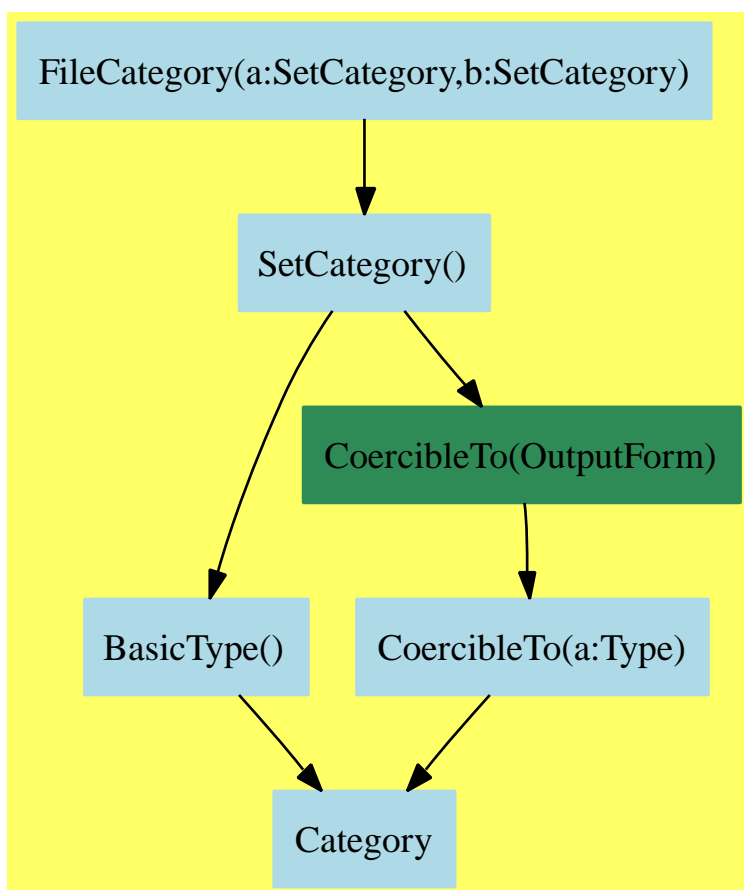 FileCategory(a:SetCategory,b:SetCategory)
SetCategory()
CoercibleTo(OutputForm)
BasicType()
CoercibleTo(a:Type)
Category